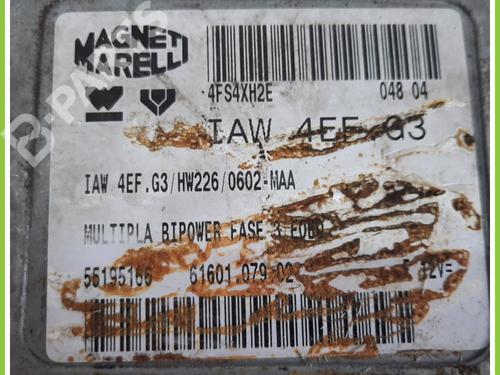 MAGNETI
MARELLI
4FS4XH2E 048 04
IAW 4EF.G3
IAW 4EF.G3/HW226/0602-MAA
MULTIPLA BIPOWER FASE 3 EOBD
55195166 61601.079.02 12V=